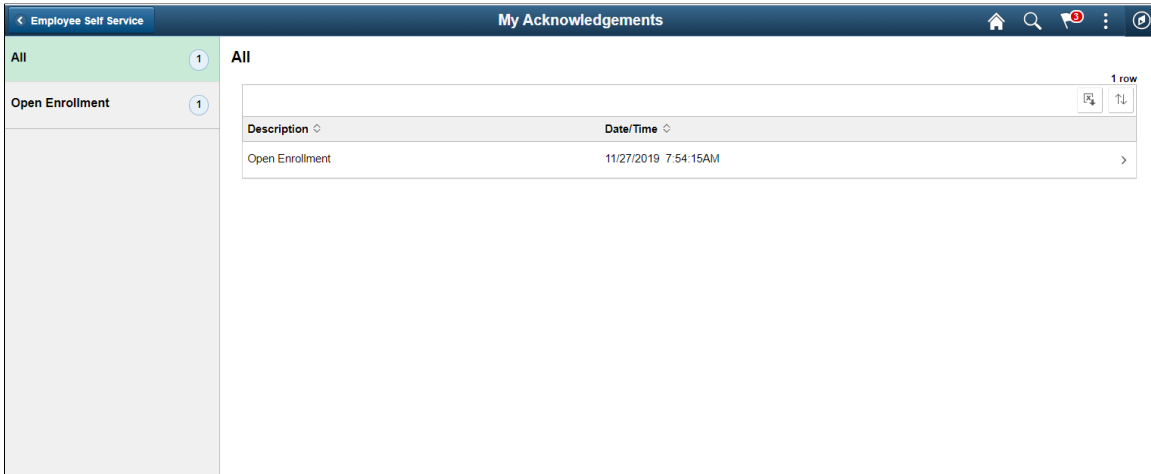 Employee Self Service
My Acknowledgements
3
All 1
Open Enrollment 1
All
1 row
Description Date/Time
Open Enrollment 11/27/2019 7:54:15AM